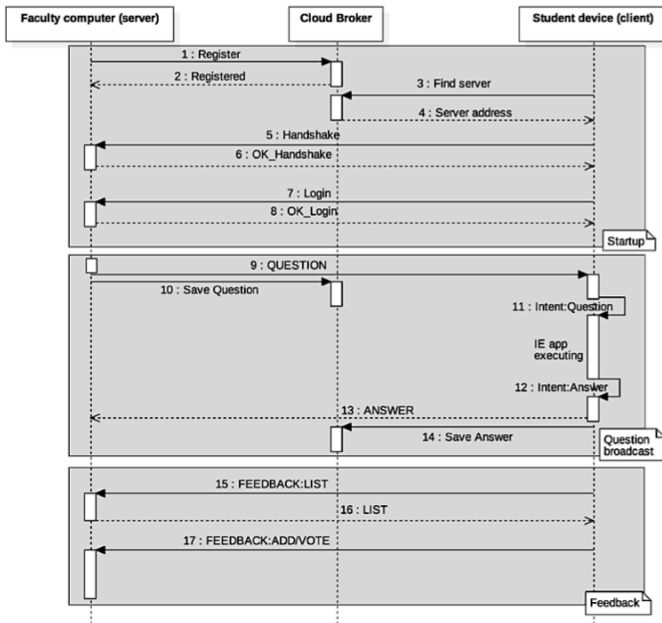 Faculty computer (server)
Cloud Broker
Student device (client)
1 : Register
2 : Registered
3 : Find server
4 : Server address
5 : Handshake
6 : OK_Handshake
7 : Login
8 : OK_Login
Startup
9 : QUESTION
10 : Save Question
11 : Intent:Question
IE app
executing
12 : Intent:Answer
13 : ANSWER
14 : Save Answer
Question
broadcast
15 : FEEDBACK:LIST
16 : LIST
17 : FEEDBACK:ADD/VOTE
Feedback